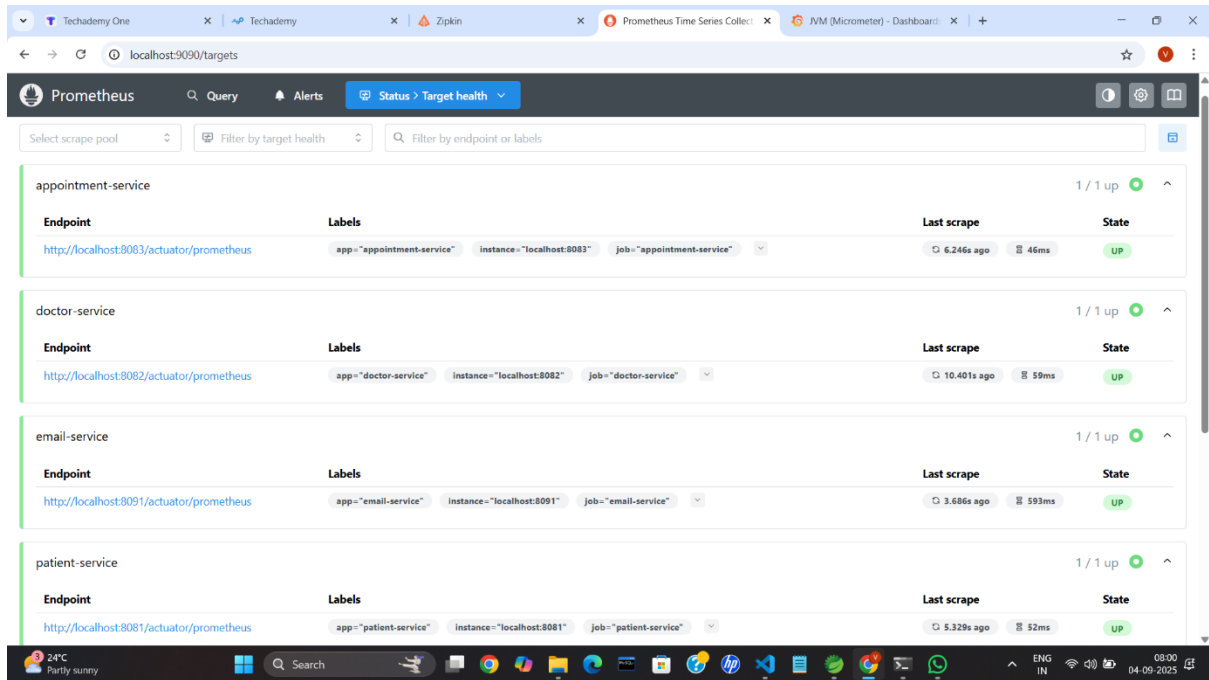 Techademy One
Techademy
Zipkin
Prometheus Time Series Collect
JVM (Micrometer) - Dashboard
localhost:9090/targets
V
Prometheus
Query
Alerts
Status > Target health
Select scrape pool
Filter by target health
Filter by endpoint or labels
appointment-service
1 / 1 up
Endpoint Labels Last scrape State
http://localhost:8083/actuator/prometheus app="appointment-service" instance="localhost:8083" job="appointment-service" 6.246s ago 46ms UP
doctor-service
1 / 1 up
Endpoint Labels Last scrape State
http://localhost:8082/actuator/prometheus app="doctor-service" instance="localhost:8082" job="doctor-service" 10.401s ago 59ms UP
email-service
1 / 1 up
Endpoint Labels Last scrape State
http://localhost:8091/actuator/prometheus app="email-service" instance="localhost:8091" job="email-service" 3.686s ago 593ms UP
patient-service
1 / 1 up
Endpoint Labels Last scrape State
http://localhost:8081/actuator/prometheus app="patient-service" instance="localhost:8081" job="patient-service" 5.329s ago 52ms UP
3
24°C
Partly sunny
Search
hp
ENG
IN
08:00
04-09-2025